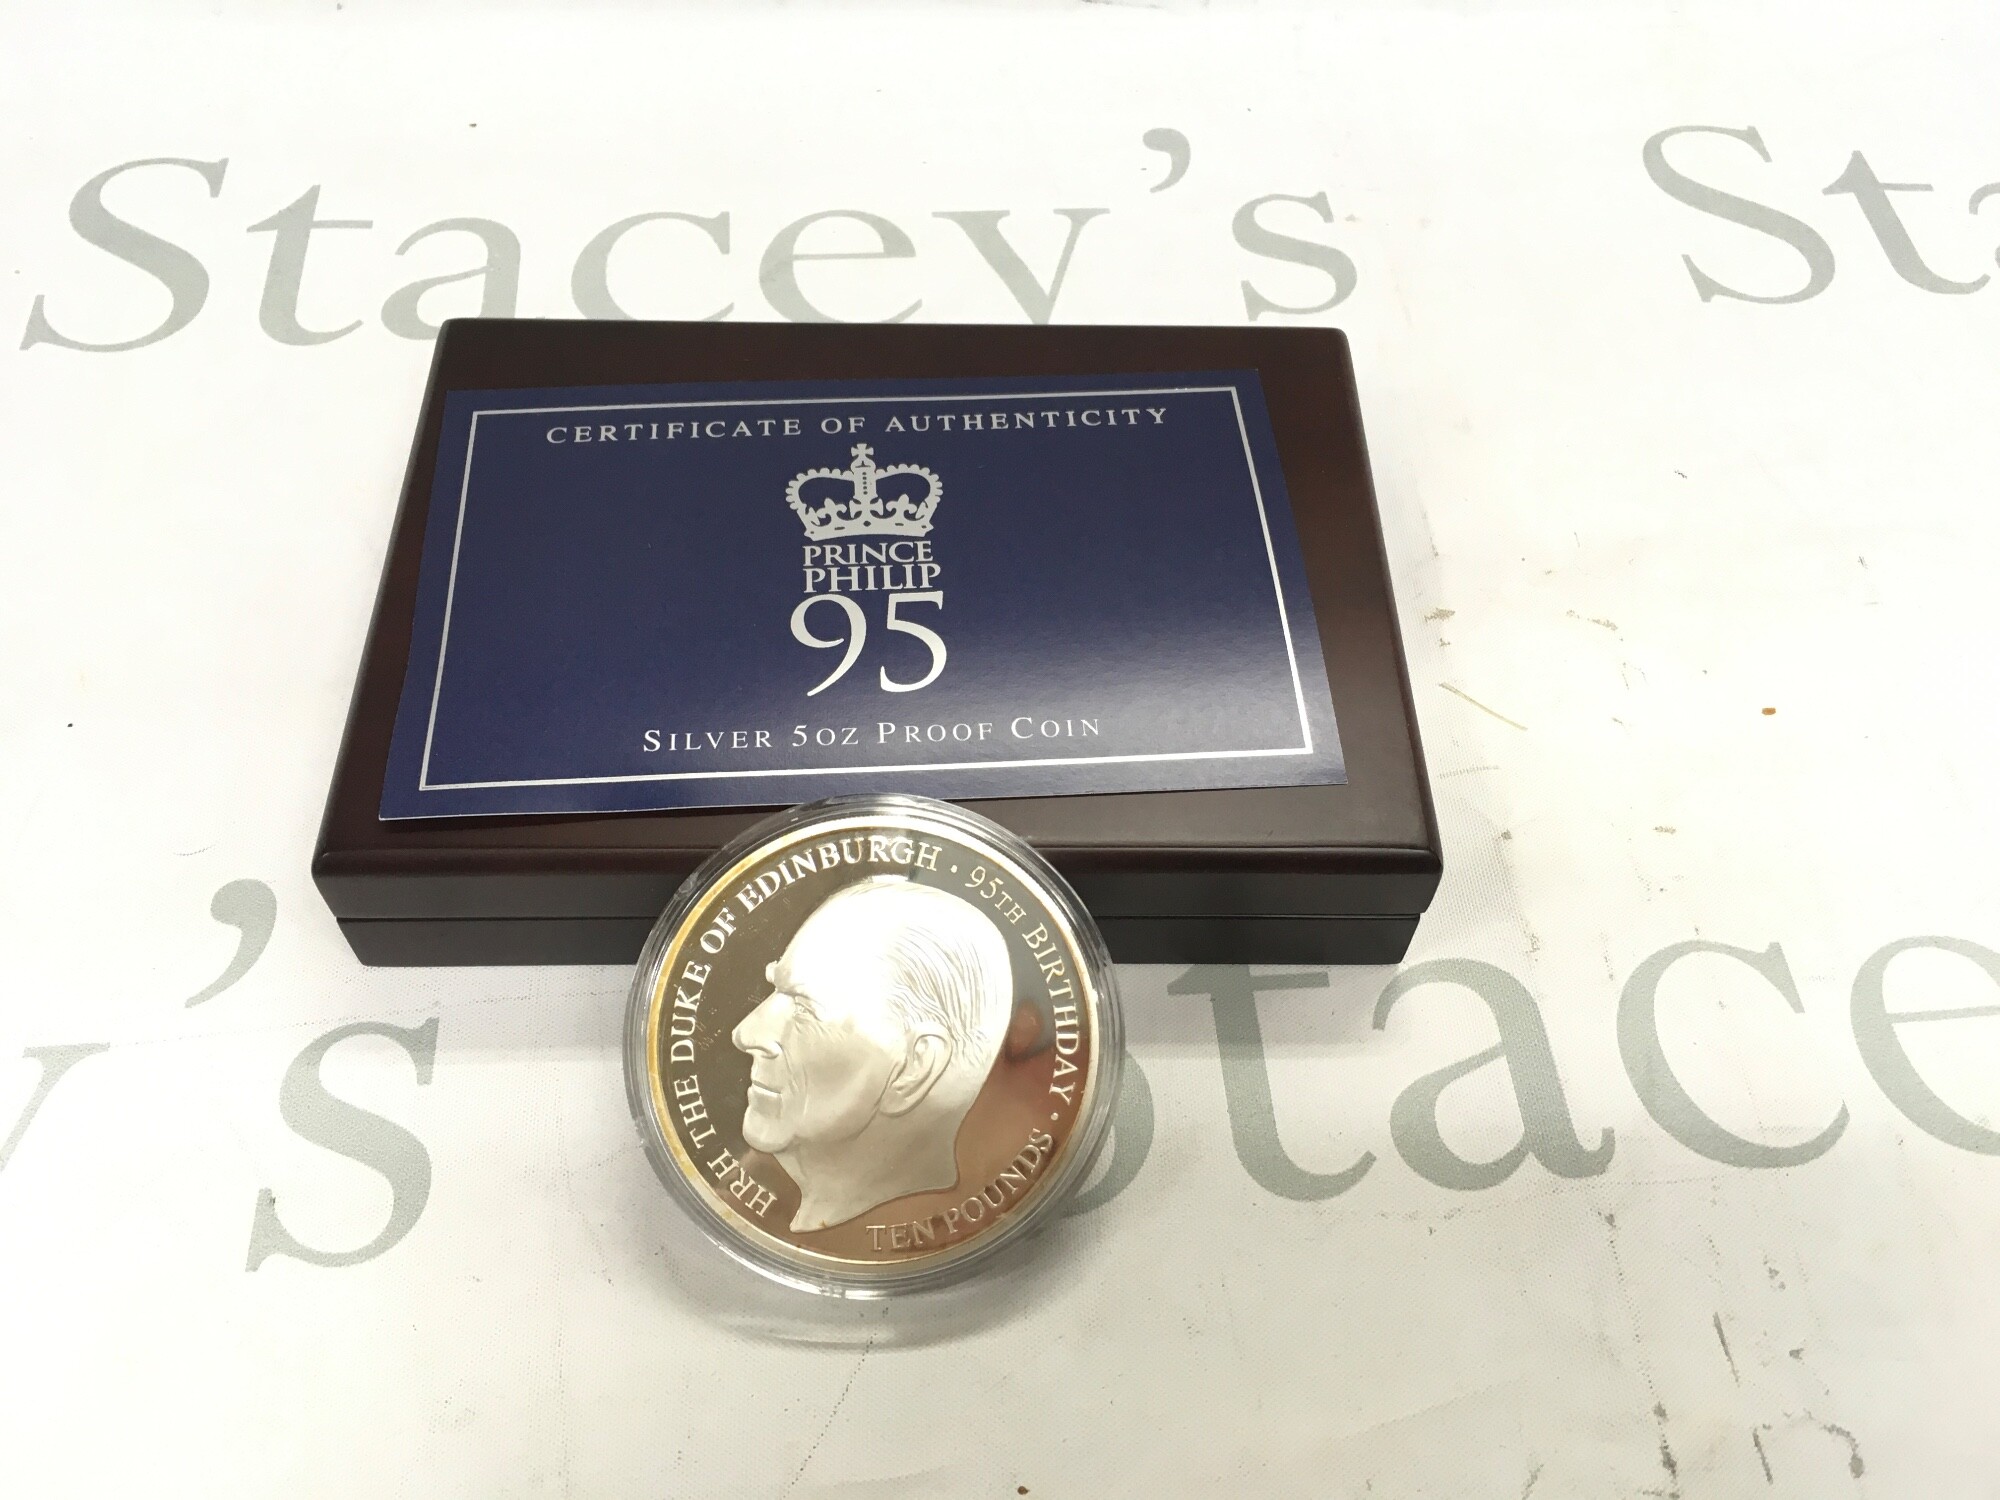 Stacey's
Sta
CERTIFICATE OF AUTHENTICITY
PRINCE
PHILIP
95
SILVER 5OZ PROOF COIN
HRH THE DUKE OF EDINBURGH · 95TH BIRTHDAY · TEN POUNDS
y's
Stace